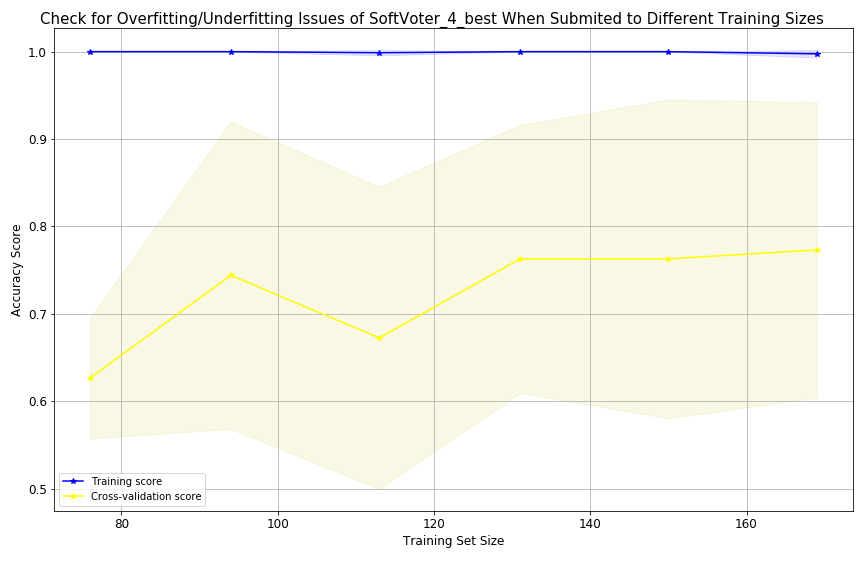 Check for Overfitting/Underfitting Issues of SoftVoter_4_best When Submited to Different Training Sizes
1.0
0.9
0.8
0.7
0.6
0.5
Accuracy Score
Training score
Cross-validation score
80
100
120
140
160
Training Set Size